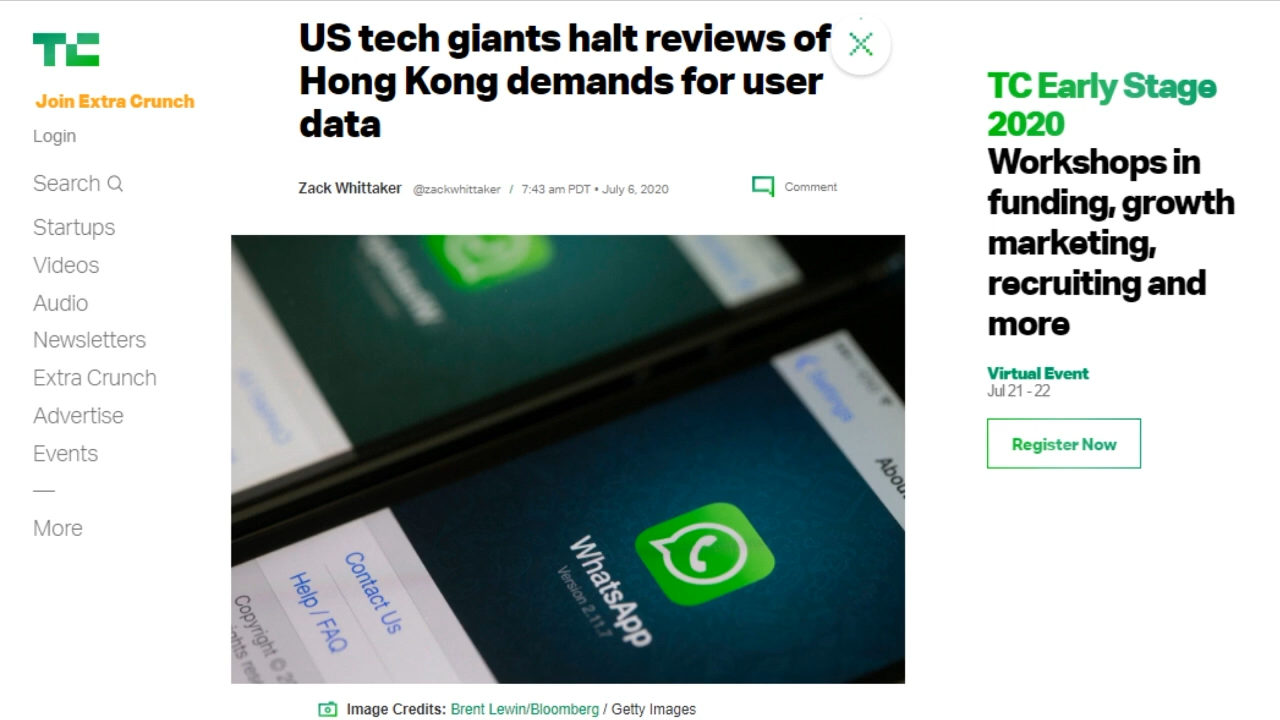 TC
Join Extra Crunch
Login
Search
Startups
Videos
Audio
Newsletters
Extra Crunch
Advertise
Events
—
More
US tech giants halt reviews of
Hong Kong demands for user
data
Zack Whittaker @zackwhittaker / 7:43 am PDT • July 6, 2020
Comment
Settings
About
WhatsApp
Version 2.11.7
Contact Us
Help / FAQ
Copyright © 20
Image Credits: Brent Lewin/Bloomberg / Getty Images
TC Early Stage
2020
Workshops in
funding, growth
marketing,
recruiting and
more
Virtual Event
Jul 21 - 22
Register Now